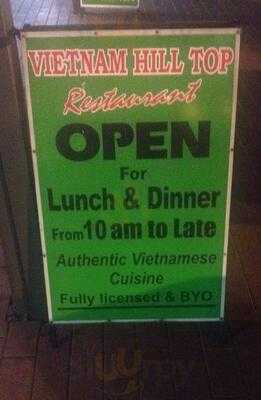 VIETNAM HILL TOP
Restaurant
OPEN
For
Lunch & Dinner
From 10 am to Late
Authentic Vietnamese
Cuisine
Fully licensed & BYO